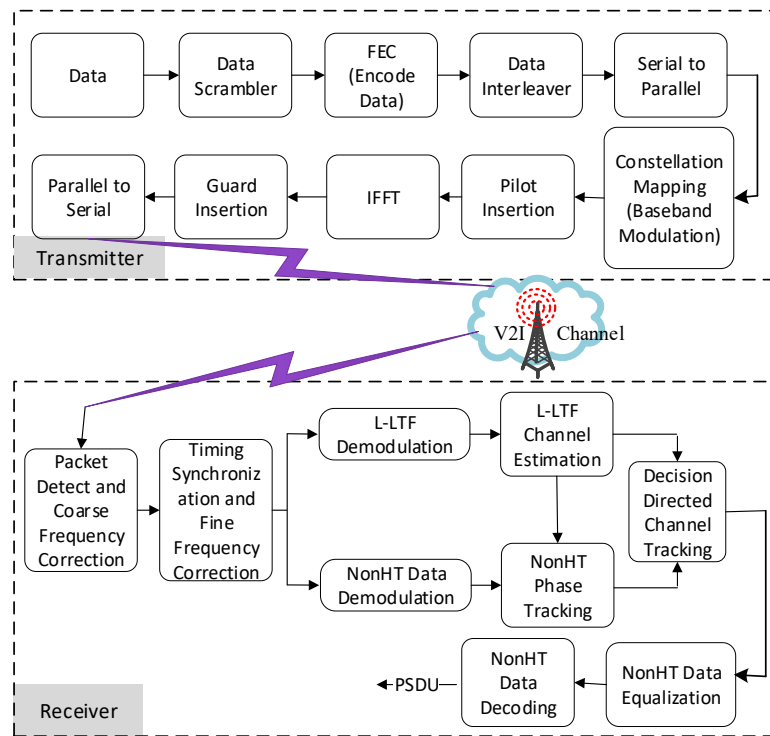 Data
Data
Scrambler
FEC
(Encode
Data)
Data
Interleaver
Serial to
Parallel
Parallel to
Serial
Guard
Insertion
IFFT
Pilot
Insertion
Constellation
Mapping
(Baseband
Modulation)
Transmitter
V2I Channel
Packet
Detect and
Coarse
Frequency
Correction
Timing
Synchroniz
ation and
Fine
Frequency
Correction
L-LTF
Demodulation
L-LTF
Channel
Estimation
Decision
Directed
Channel
Tracking
NonHT Data
Demodulation
NonHT
Phase
Tracking
PSDU
NonHT
Data
Decoding
NonHT Data
Equalization
Receiver